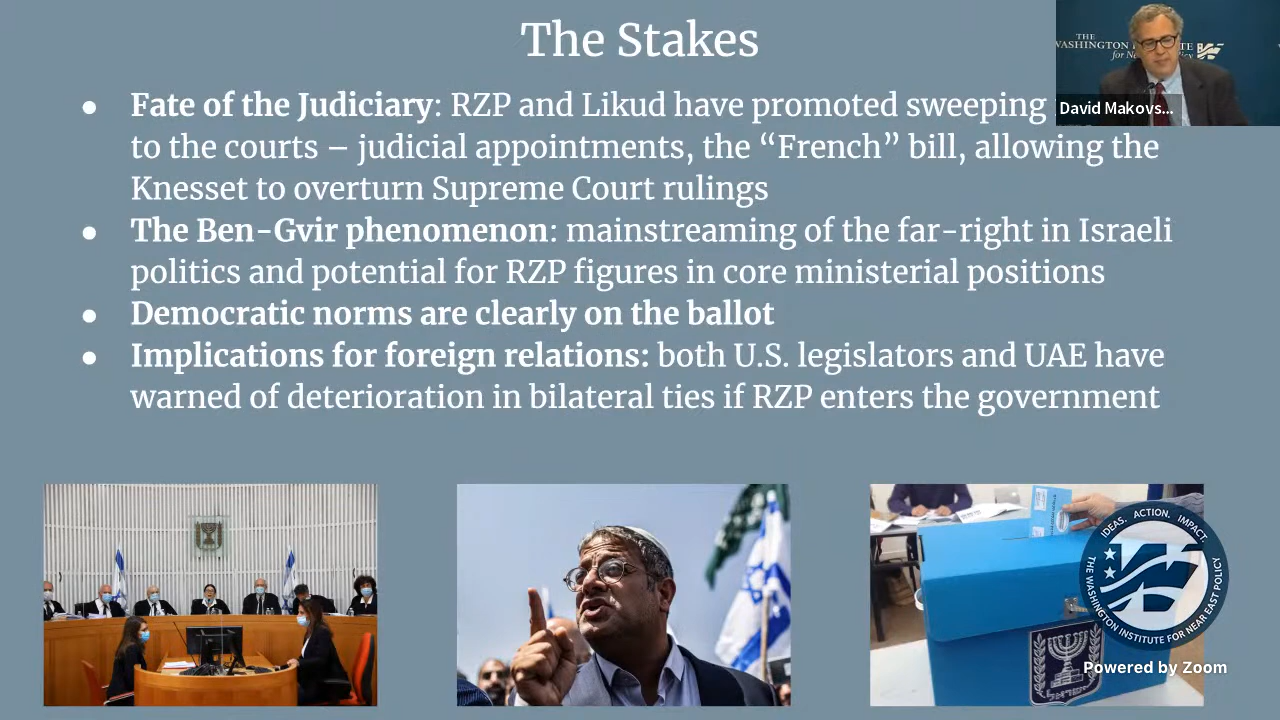 The Stakes
THE
WASHINGTON INSTITUTE
for Near East Policy
David Makovs...
● Fate of the Judiciary: RZP and Likud have promoted sweeping
to the courts – judicial appointments, the “French” bill, allowing the
Knesset to overturn Supreme Court rulings
● The Ben-Gvir phenomenon: mainstreaming of the far-right in Israeli
politics and potential for RZP figures in core ministerial positions
● Democratic norms are clearly on the ballot
● Implications for foreign relations: both U.S. legislators and UAE have
warned of deterioration in bilateral ties if RZP enters the government
IDEAS. ACTION. IMPACT.
THE WASHINGTON INSTITUTE FOR NEAR EAST POLICY
Powered by Zoom